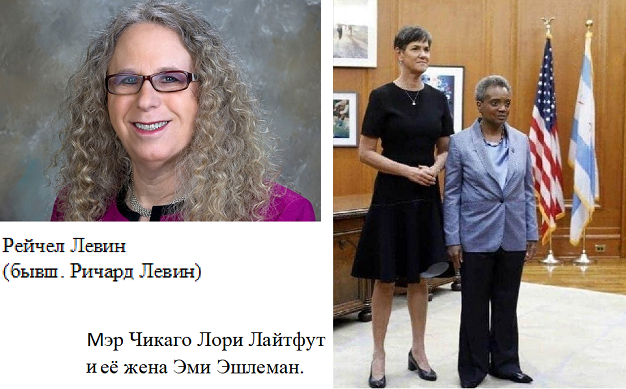 Рейчел Левин
(бывш. Ричард Левин)
Мэр Чикаго Лори Лайтфут
и её жена Эми Эшлеман.